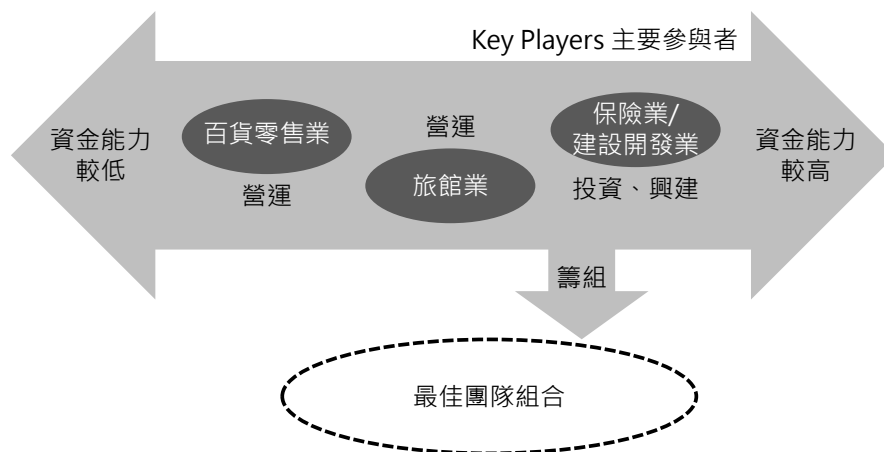 Key Players 主要參與者
資金能力
較低
百貨零售業
營運
營運
旅館業
保險業/
建設開發業
投資、興建
資金能力
較高
籌組
最佳團隊組合